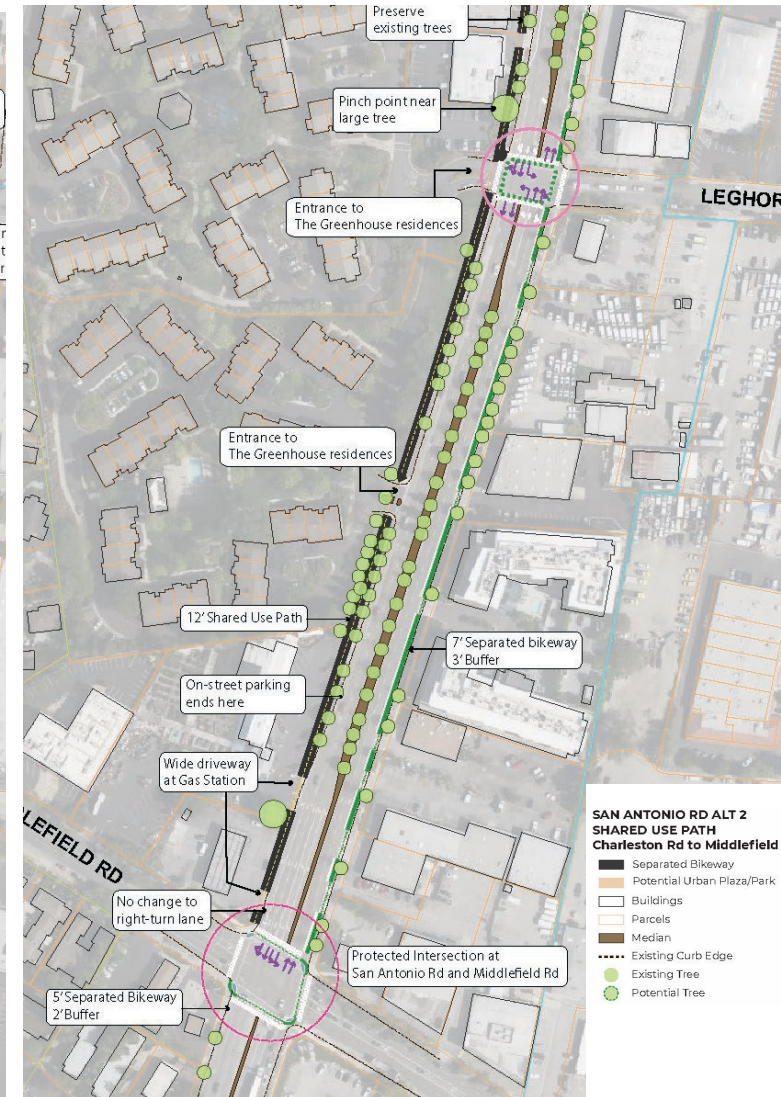 Preserve
existing trees
Pinch point near
large tree
Entrance to
The Greenhouse residences
LEGHOR
Entrance to
The Greenhouse residences
12' Shared Use Path
7' Separated bikeway
3' Buffer
On-street parking
ends here
Wide driveway
at Gas Station
LEFIELD RD
No change to
right-turn lane
Protected Intersection at
San Antonio Rd and Middlefield Rd
5' Separated Bikeway
2' Buffer
SAN ANTONIO RD ALT 2
SHARED USE PATH
Charleston Rd to Middlefield
Separated Bikeway
Potential Urban Plaza/Park
Buildings
Parcels
Median
Existing Curb Edge
Existing Tree
Potential Tree